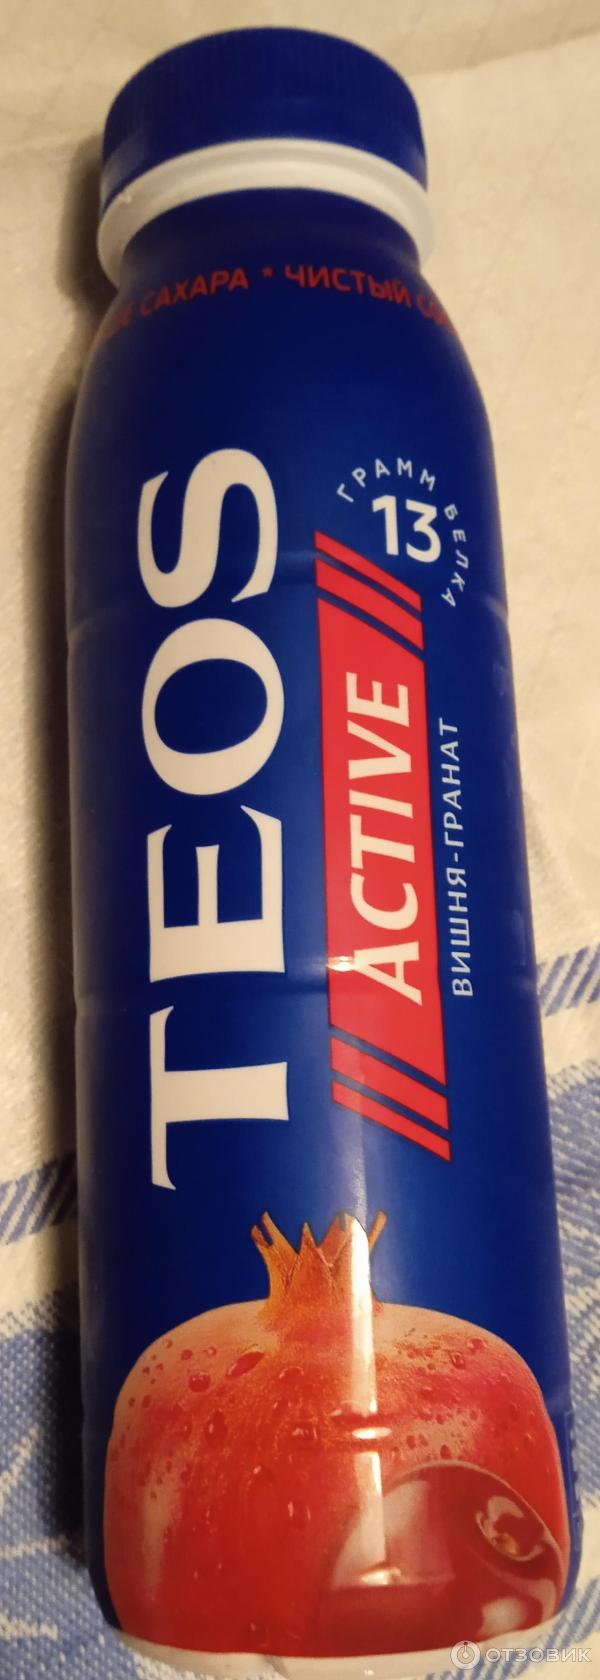 САХАРА * ЧИСТЫЙ
TEOS
ACTIVE
13
ГРАММ БЕЛКА
ВИШНЯ-ГРАНАТ
ОТЗОВИК